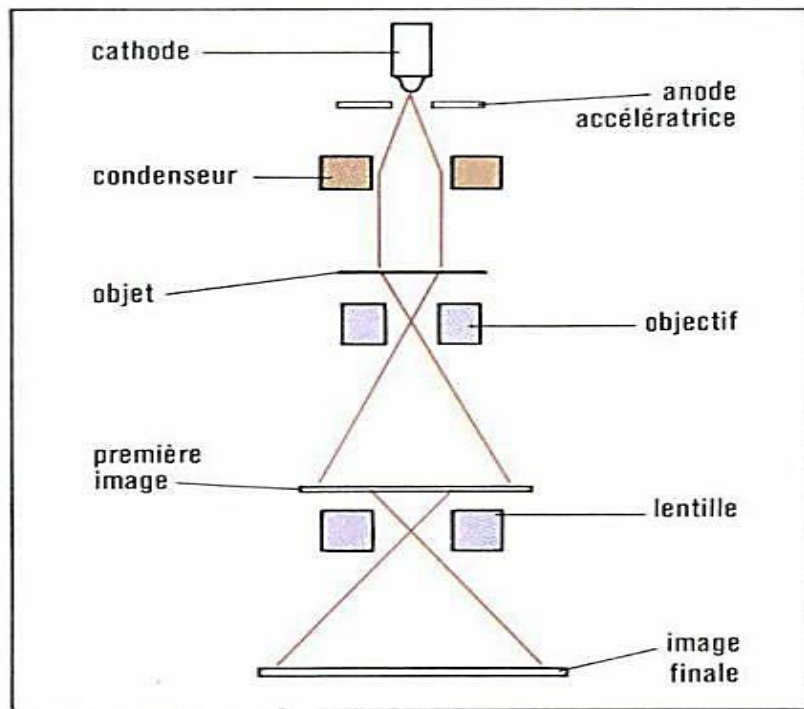 cathode
anode
accélératrice
condenseur
objet
objectif
première
image
lentille
image
finale